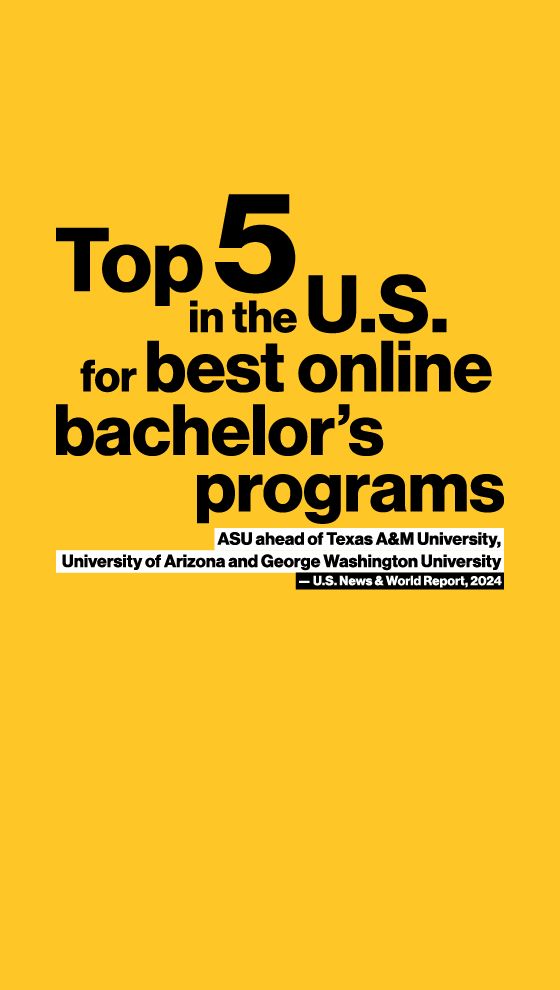 Top 5
in the U.S.
for best online
bachelor’s
programs
ASU ahead of Texas A&M University,
University of Arizona and George Washington University
— U.S. News & World Report, 2024